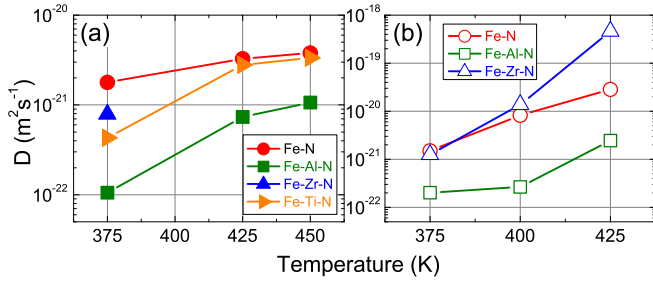 (a)
10^-20
10^-21
10^-22
D (m^2s^-1)
Fe-N
Fe-Al-N
Fe-Zr-N
Fe-Ti-N
375 400 425 450
(b)
10^-18
10^-19
10^-20
10^-21
10^-22
Fe-N
Fe-Al-N
Fe-Zr-N
375 400 425
Temperature (K)